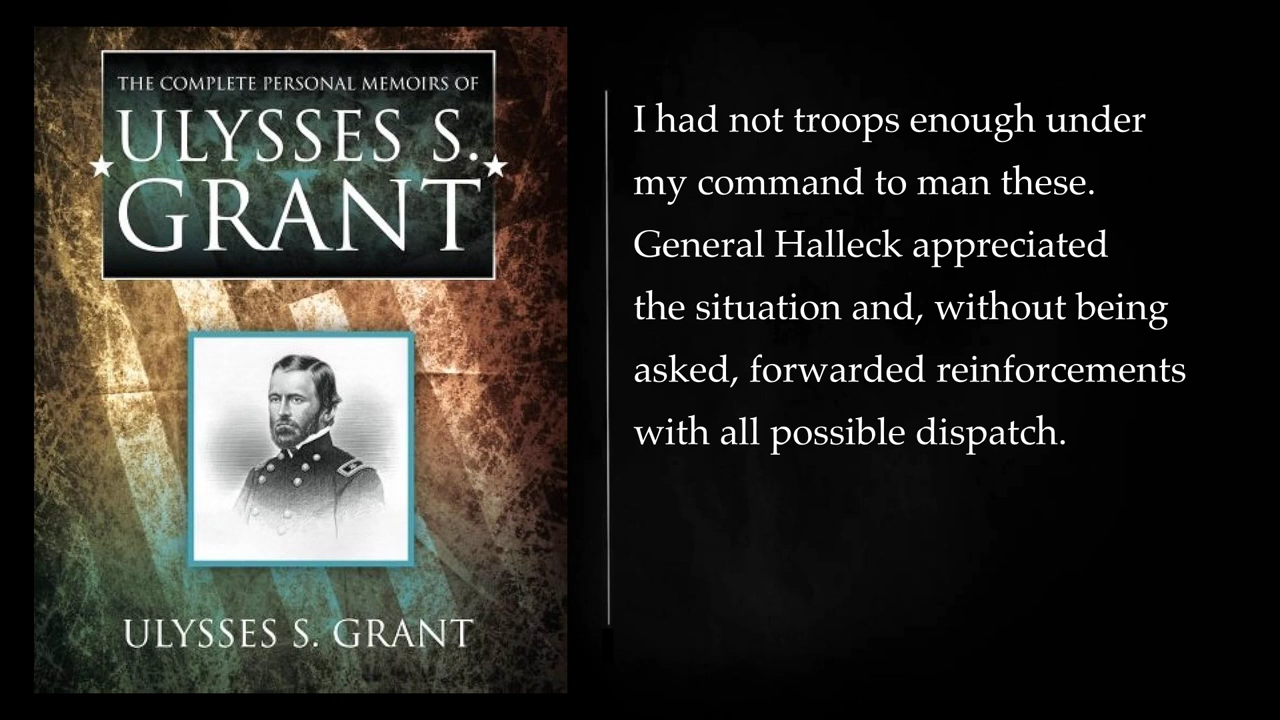 THE COMPLETE PERSONAL MEMOIRS OF
ULYSSES S.
GRANT
ULYSSES S. GRANT
I had not troops enough under
my command to man these.
General Halleck appreciated
the situation and, without being
asked, forwarded reinforcements
with all possible dispatch.